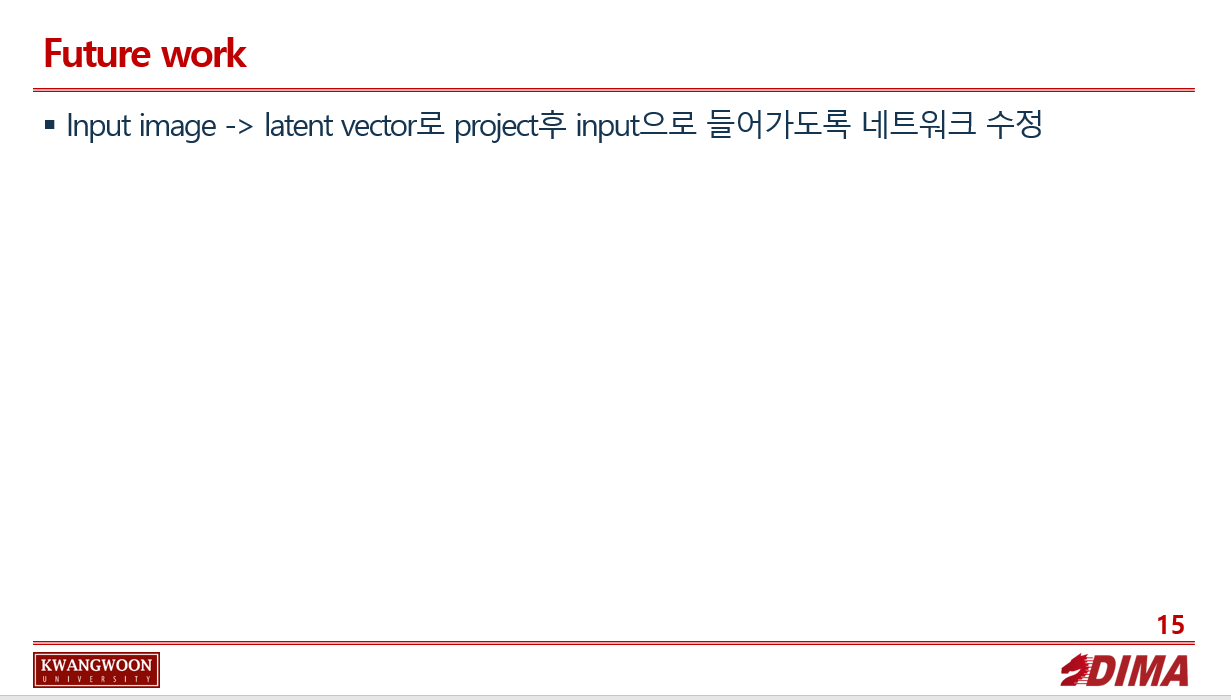 Future work
▪ Input image -> latent vector로 project후 input으로 들어가도록 네트워크 수정
15
KWANGWOON
UNIVERSITY
DIMA